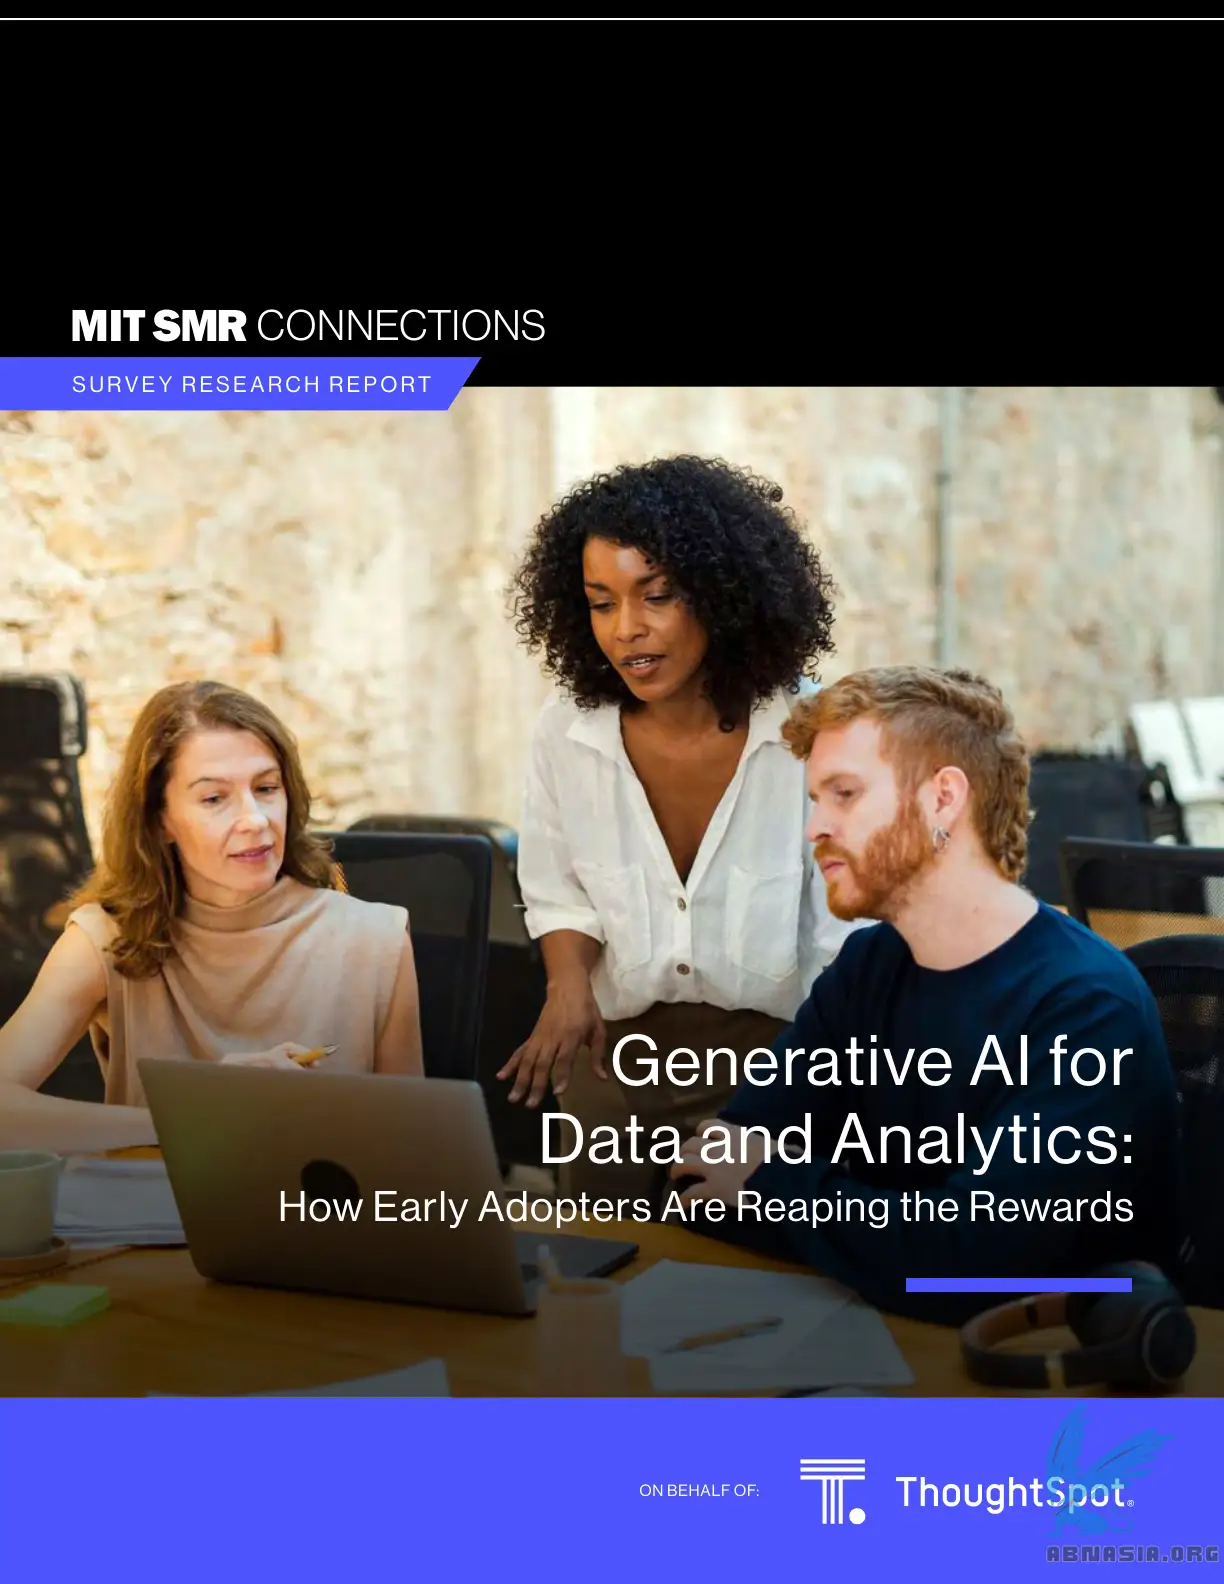 MIT SMR CONNECTIONS
SURVEY RESEARCH REPORT
Generative AI for
Data and Analytics:
How Early Adopters Are Reaping the Rewards
ON BEHALF OF:
ThoughtSpot®
ABNASIA.ORG